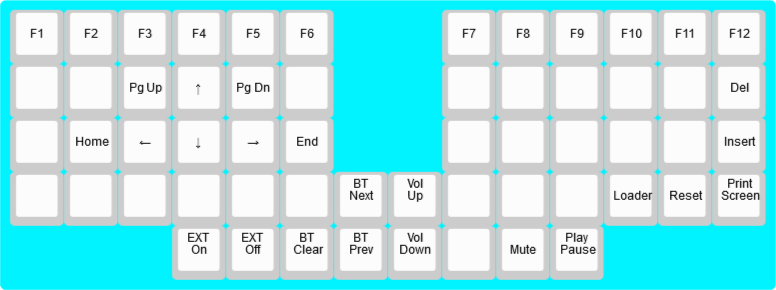 F1 F2 F3 F4 F5 F6 F7 F8 F9 F10 F11 F12
Pg Up ↑ Pg Dn Del
Home ← ↓ → End Insert
BT Next Vol Up Loader Reset Print Screen
EXT On EXT Off BT Clear BT Prev Vol Down Mute Play Pause